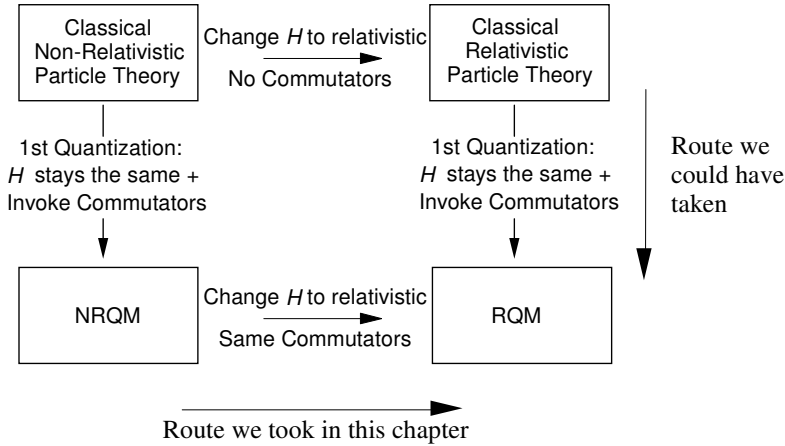 Classical
Non-Relativistic
Particle Theory
Change H to relativistic
No Commutators
Classical
Relativistic
Particle Theory
1st Quantization:
H stays the same +
Invoke Commutators
1st Quantization:
H stays the same +
Invoke Commutators
Route we
could have
taken
NRQM
Change H to relativistic
Same Commutators
RQM
Route we took in this chapter